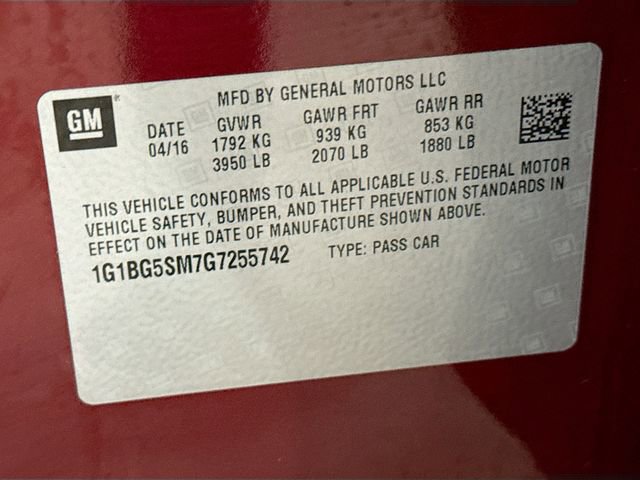 GM
MFD BY GENERAL MOTORS LLC
DATE GVWR GAWR FRT GAWR RR
04/16 1792 KG 939 KG 853 KG
3950 LB 2070 LB 1880 LB
THIS VEHICLE CONFORMS TO ALL APPLICABLE U.S. FEDERAL MOTOR
VEHICLE SAFETY, BUMPER, AND THEFT PREVENTION STANDARDS IN
EFFECT ON THE DATE OF MANUFACTURE SHOWN ABOVE.
1G1BG5SM7G7255742 TYPE: PASS CAR